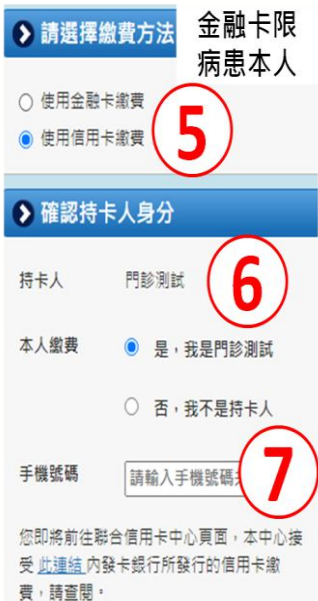 請選擇繳費方法
金融卡限
病患本人
使用金融卡繳費
使用信用卡繳費
5
確認持卡人身分
持卡人 門診測試
6
本人繳費 是,我是門診測試
否,我不是持卡人
7
手機號碼 請輸入手機號碼
您即將前往聯合信用卡中心頁面,本中心接
受 此連結 內發卡銀行所發行的信用卡繳
費,請查閱。